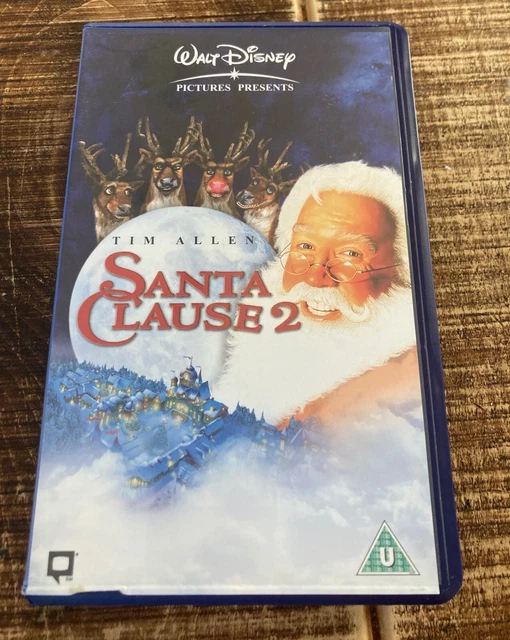 WALT DISNEY
PICTURES PRESENTS
TIM ALLEN
SANTA
CLAUSE 2
U